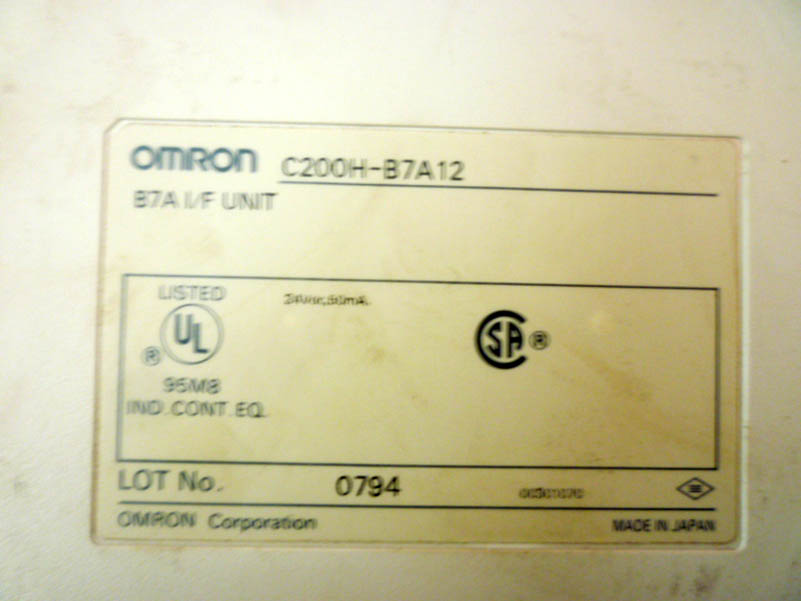 OMRON C200H-B7A12
B7A I/F UNIT
LISTED
UL
®
95M8
IND. CONT. EQ.
SA ®
LOT No. 0794
OMRON Corporation MADE IN JAPAN